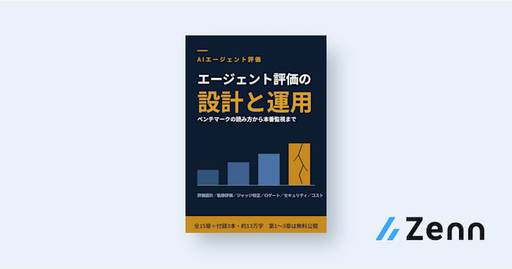 AIエージェント評価
エージェント評価の
設計と運用
ベンチマークの読み方から本番監視まで
評価設計／軌跡評価／ジャッジ校正／CIゲート／セキュリティ／コスト
全15章＋付録3本・約13万字 第1〜3章は無料公開
Zenn